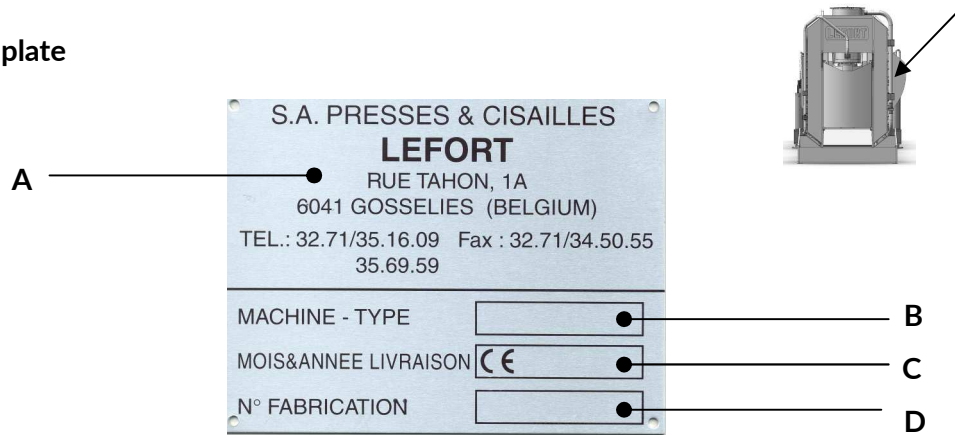 plate
LEFORT
S.A. PRESSES & CISAILLES
LEFORT
RUE TAHON, 1A
6041 GOSSELIES (BELGIUM)
TEL.: 32.71/35.16.09 Fax : 32.71/34.50.55
35.69.59
A
MACHINE - TYPE
B
MOIS&ANNEE LIVRAISON CE
C
N° FABRICATION
D